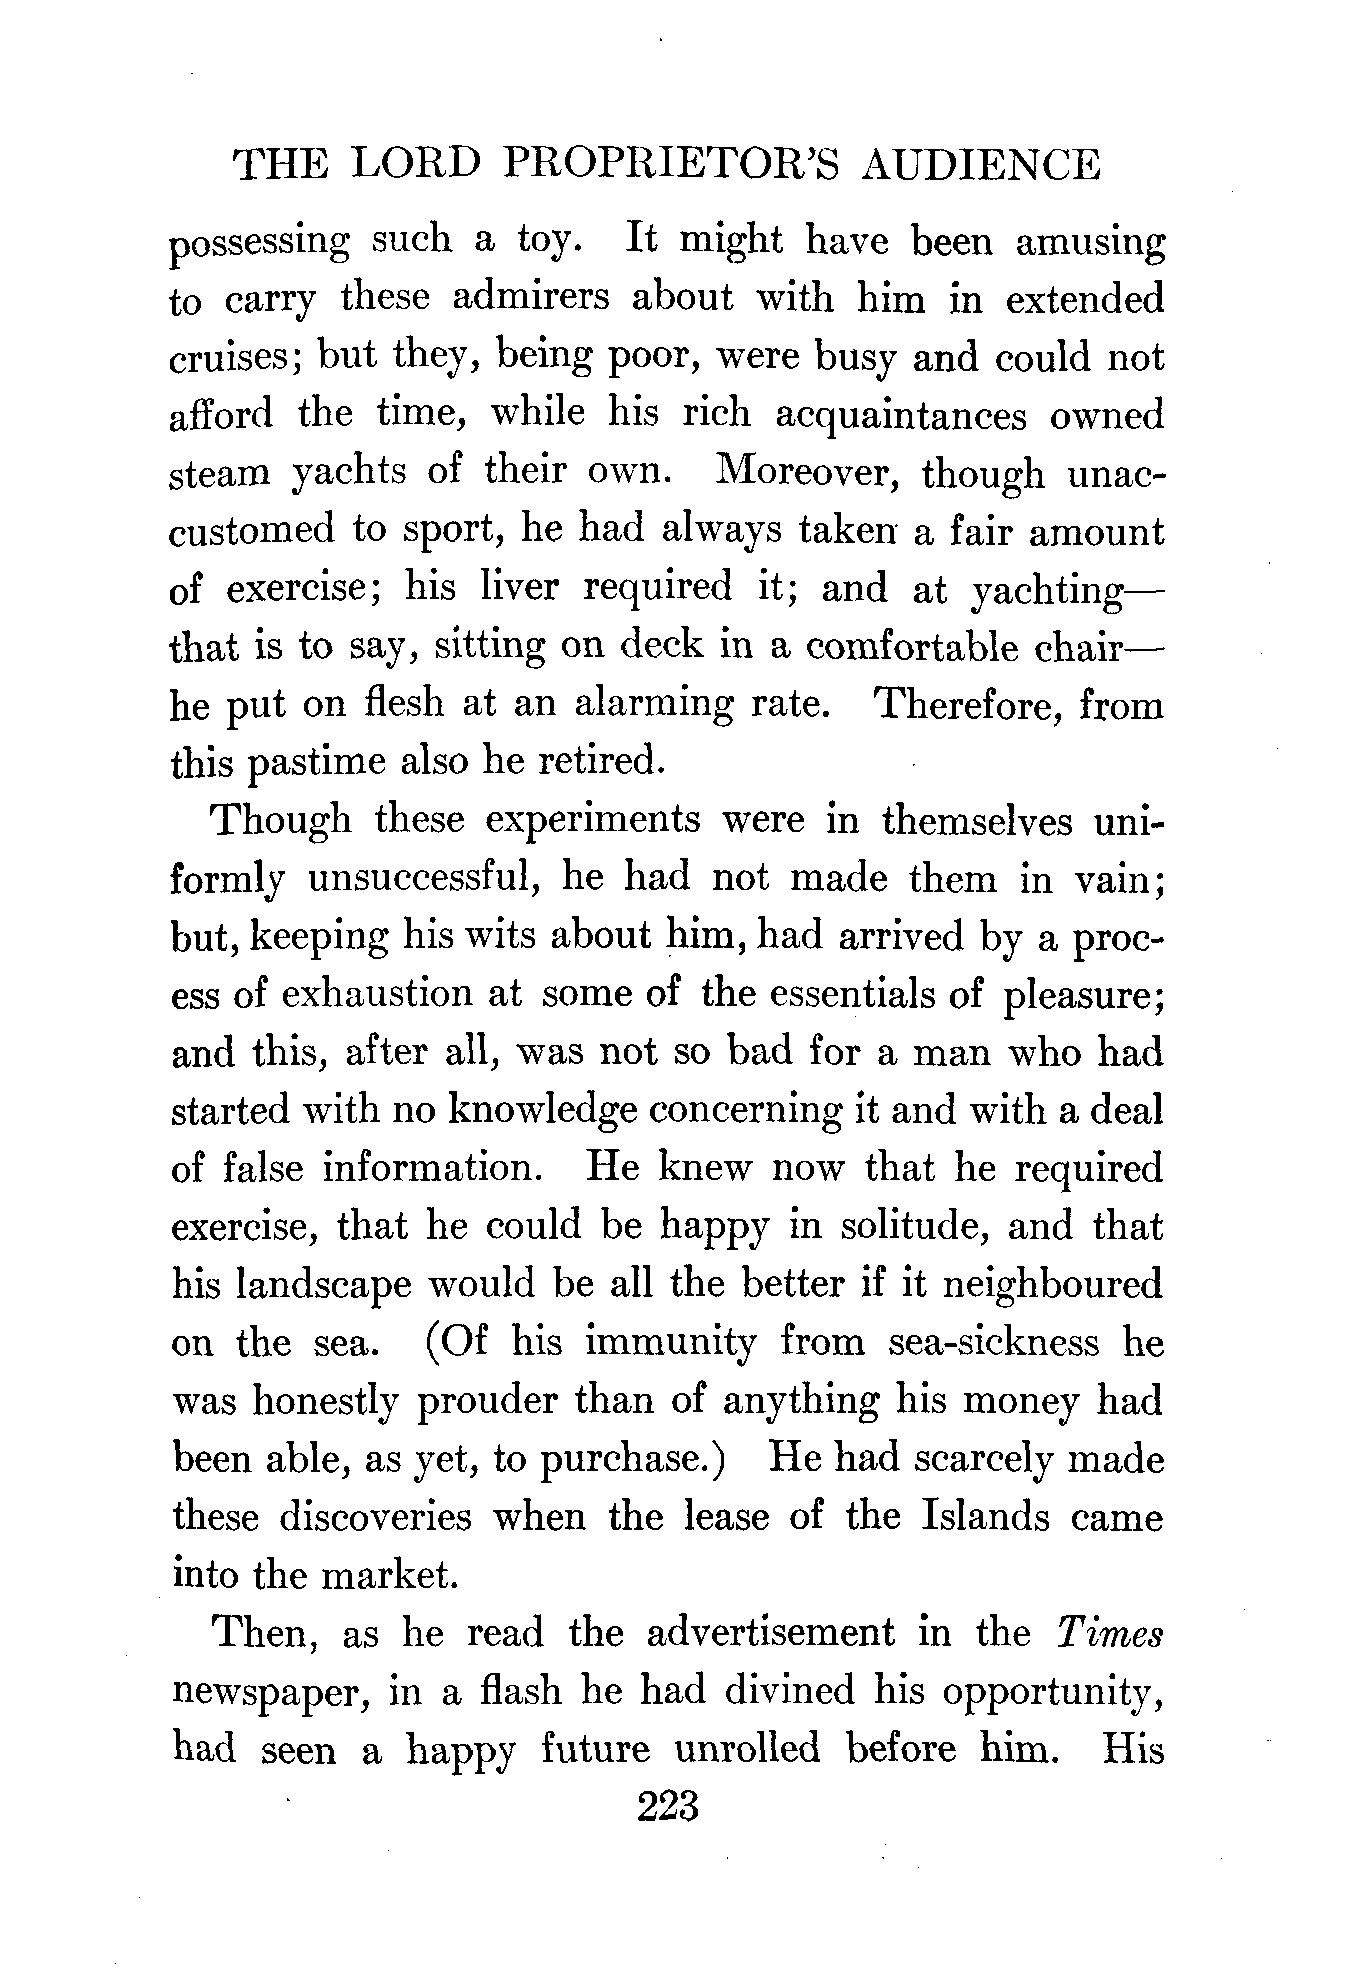 THE LORD PROPRIETOR'S AUDIENCE
possessing such a toy. It might have been amusing
to carry these admirers about with him in extended
cruises; but they, being poor, were busy and could not
afford the time, while his rich acquaintances owned
steam yachts of their own. Moreover, though unac-
customed to sport, he had always taken a fair amount
of exercise; his liver required it; and at yachting—
that is to say, sitting on deck in a comfortable chair—
he put on flesh at an alarming rate. Therefore, from
this pastime also he retired.
Though these experiments were in themselves uni-
formly unsuccessful, he had not made them in vain;
but, keeping his wits about him, had arrived by a proc-
ess of exhaustion at some of the essentials of pleasure;
and this, after all, was not so bad for a man who had
started with no knowledge concerning it and with a deal
of false information. He knew now that he required
exercise, that he could be happy in solitude, and that
his landscape would be all the better if it neighboured
on the sea. (Of his immunity from sea-sickness he
was honestly prouder than of anything his money had
been able, as yet, to purchase.) He had scarcely made
these discoveries when the lease of the Islands came
into the market.
Then, as he read the advertisement in the Times
newspaper, in a flash he had divined his opportunity,
had seen a happy future unrolled before him. His
223